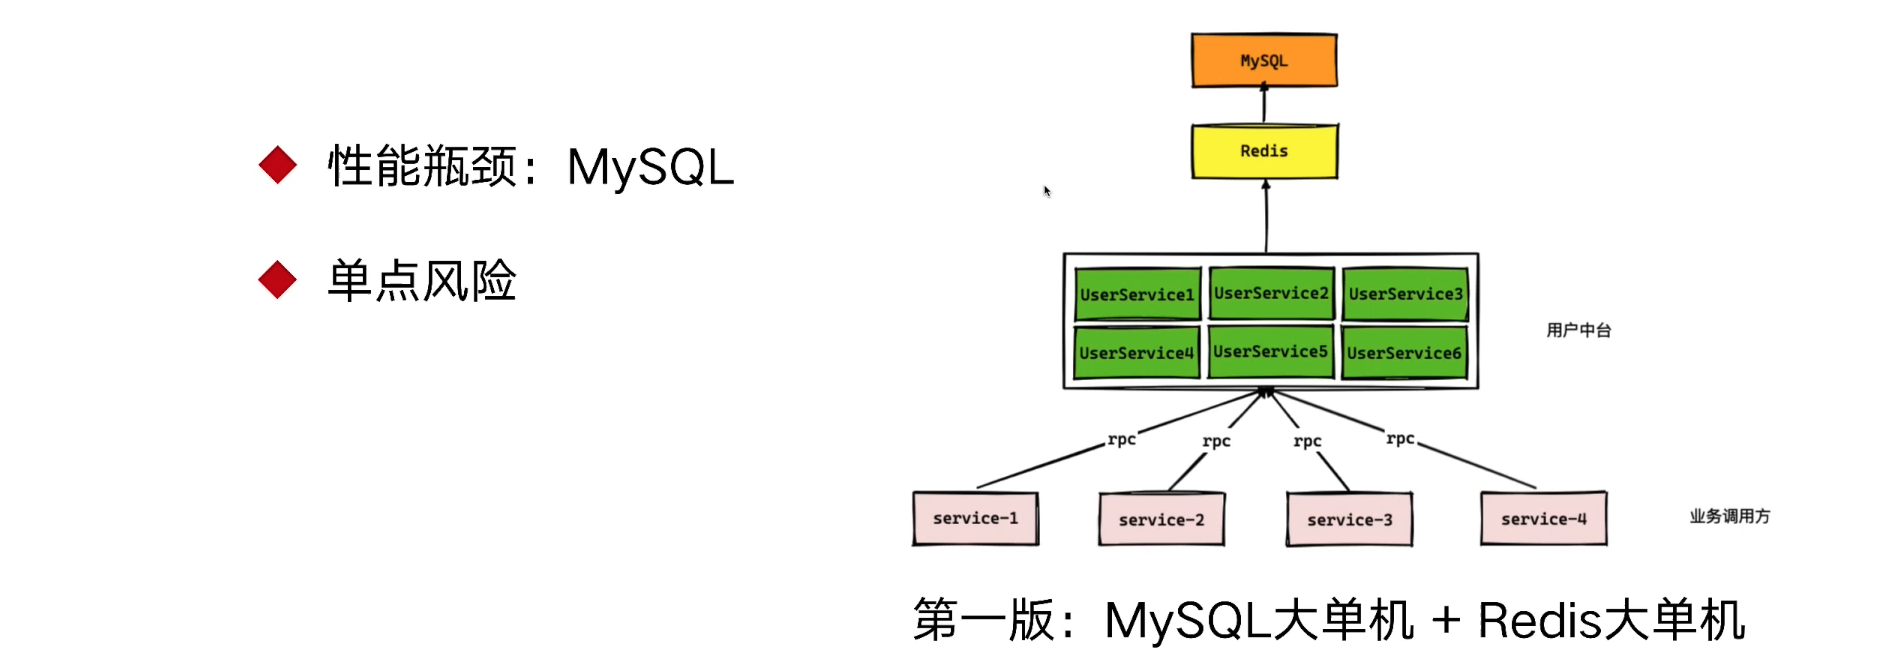 性能瓶颈：MySQL
单点风险
MySQL
Redis
UserService1 UserService2 UserService3
UserService4 UserService5 UserService6
用户中台
rpc rpc rpc rpc
service-1 service-2 service-3 service-4
业务调用方
第一版：MySQL大单机 + Redis大单机